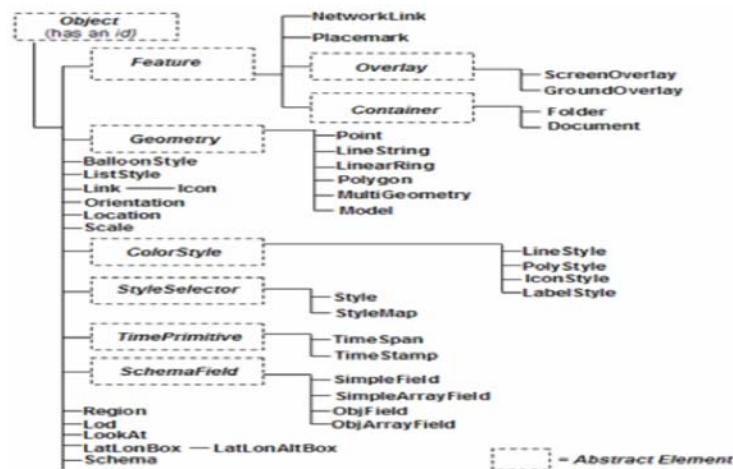 Object
(has an id)
NetworkLink
Placemark
Feature
Overlay
ScreenOverlay
GroundOverlay
Container
Folder
Document
Geometry
Point
LineString
LinearRing
Polygon
MultiGeometry
Model
BalloonStyle
ListStyle
Link Icon
Orientation
Location
Scale
ColorStyle
LineStyle
PolyStyle
IconStyle
LabelStyle
StyleSelector
Style
StyleMap
TimePrimitive
TimeSpan
TimeStamp
SchemaField
SimpleField
SimpleArrayField
ObjField
ObjArrayField
Region
Lod
LookAt
LatLonBox LatLonAltBox
Schema
= Abstract Element